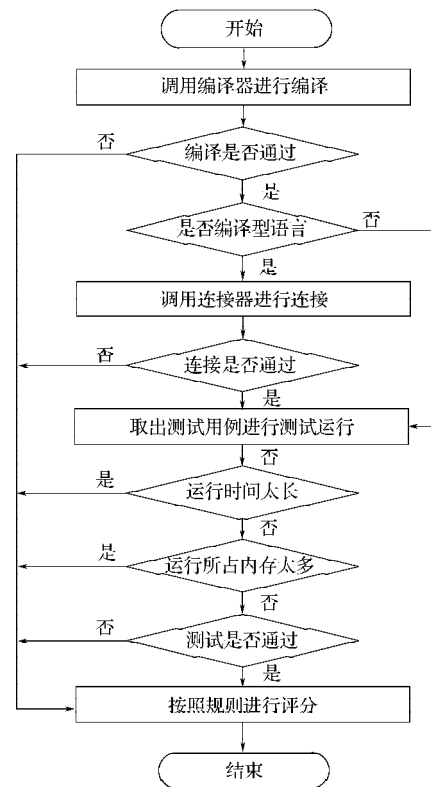 开始
调用编译器进行编译
否
编译是否通过
是
是否编译型语言
否
是
调用连接器进行连接
否
连接是否通过
是
取出测试用例进行测试运行
否
是
运行时间太长
否
是
运行所占内存太多
否
否
测试是否通过
是
按照规则进行评分
结束